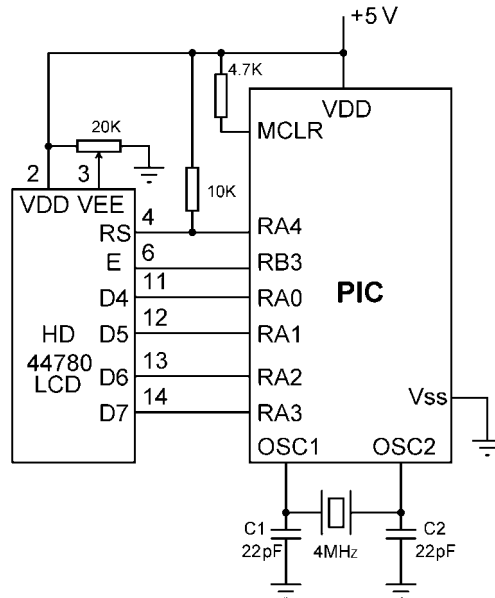 +5 V
4.7K
VDD
MCLR
20K
2
3
10K
VDD
VEE
4
RS
RA4
6
E
RB3
11
D4
RA0
PIC
12
D5
RA1
HD
44780
LCD
13
D6
RA2
14
D7
RA3
Vss
OSC1
OSC2
C1
22pF
4MHz
C2
22pF